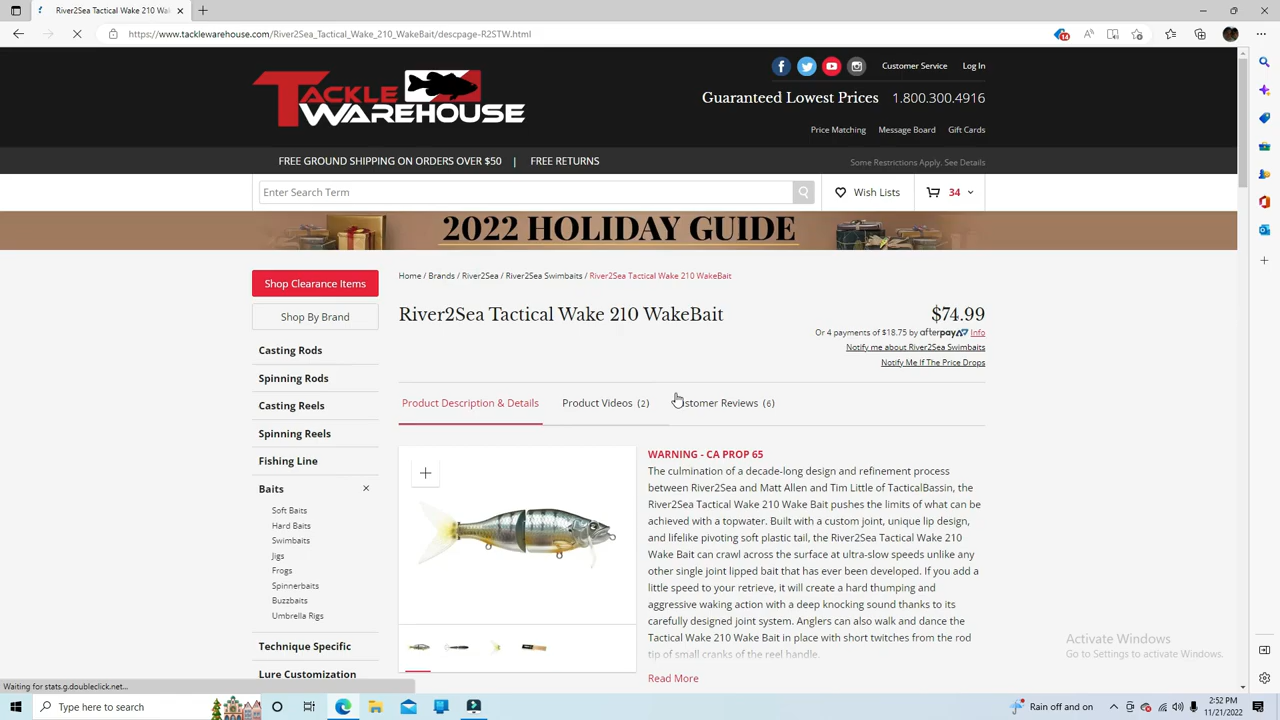 River2Sea Tactical Wake 210 Wa
https://www.tacklewarehouse.com/River2Sea_Tactical_Wake_210_WakeBait/descpage-R2STW.html
14
Customer Service
Log In
TACKLE
WAREHOUSE
Guaranteed Lowest Prices 1.800.300.4916
Price Matching
Message Board
Gift Cards
FREE GROUND SHIPPING ON ORDERS OVER $50 | FREE RETURNS
Some Restrictions Apply. See Details
Enter Search Term
Wish Lists
34
2022 HOLIDAY GUIDE
Home / Brands / River2Sea / River2Sea Swimbaits / River2Sea Tactical Wake 210 WakeBait
Shop Clearance Items
Shop By Brand
River2Sea Tactical Wake 210 WakeBait
$74.99
Or 4 payments of $18.75 by afterpay Info
Notify me about River2Sea Swimbaits
Notify Me If The Price Drops
Casting Rods
Spinning Rods
Casting Reels
Spinning Reels
Fishing Line
Baits
Soft Baits
Hard Baits
Swimbaits
Jigs
Frogs
Spinnerbaits
Buzzbaits
Umbrella Rigs
Technique Specific
Lure Customization
Product Description & Details
Product Videos (2)
Customer Reviews (6)
WARNING - CA PROP 65
The culmination of a decade-long design and refinement process
between River2Sea and Matt Allen and Tim Little of TacticalBassin, the
River2Sea Tactical Wake 210 Wake Bait pushes the limits of what can be
achieved with a topwater. Built with a custom joint, unique lip design,
and lifelike pivoting soft plastic tail, the River2Sea Tactical Wake 210
Wake Bait can crawl across the surface at ultra-slow speeds unlike any
other single joint lipped bait that has ever been developed. If you add a
little speed to your retrieve, it will create a hard thumping and
aggressive waking action with a deep knocking sound thanks to its
carefully designed joint system. Anglers can also walk and dance the
Tactical Wake 210 Wake Bait in place with short twitches from the rod
tip of small cranks of the reel handle.
Read More
Activate Windows
Go to Settings to activate Windows.
Waiting for stats.g.doubleclick.net...
Type here to search
Rain off and on
2:52 PM
11/21/2022